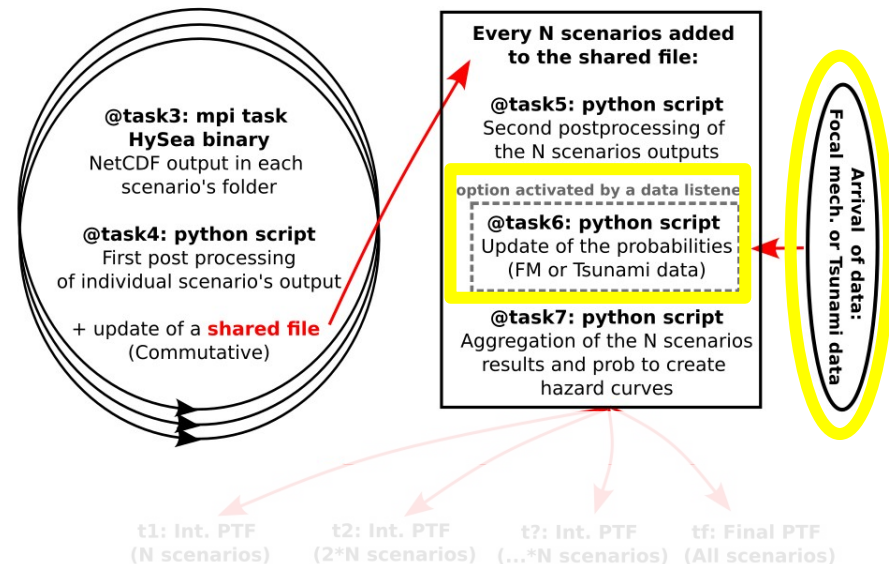 @task3: mpi task
HySea binary
NetCDF output in each
scenario's folder
@task4: python script
First post processing
of individual scenario's output
+ update of a shared file
(Commutative)
Every N scenarios added
to the shared file:
@task5: python script
Second postprocessing of
the N scenarios outputs
option activated by a data listene
@task6: python script
Update of the probabilities
(FM or Tsunami data)
@task7: python script
Aggregation of the N scenarios
results and prob to create
hazard curves
Arrival of data:
Focal mech. or Tsunami data
t1: Int. PTF
(N scenarios)
t2: Int. PTF
(2*N scenarios)
t?: Int. PTF
(...*N scenarios)
tf: Final PTF
(All scenarios)